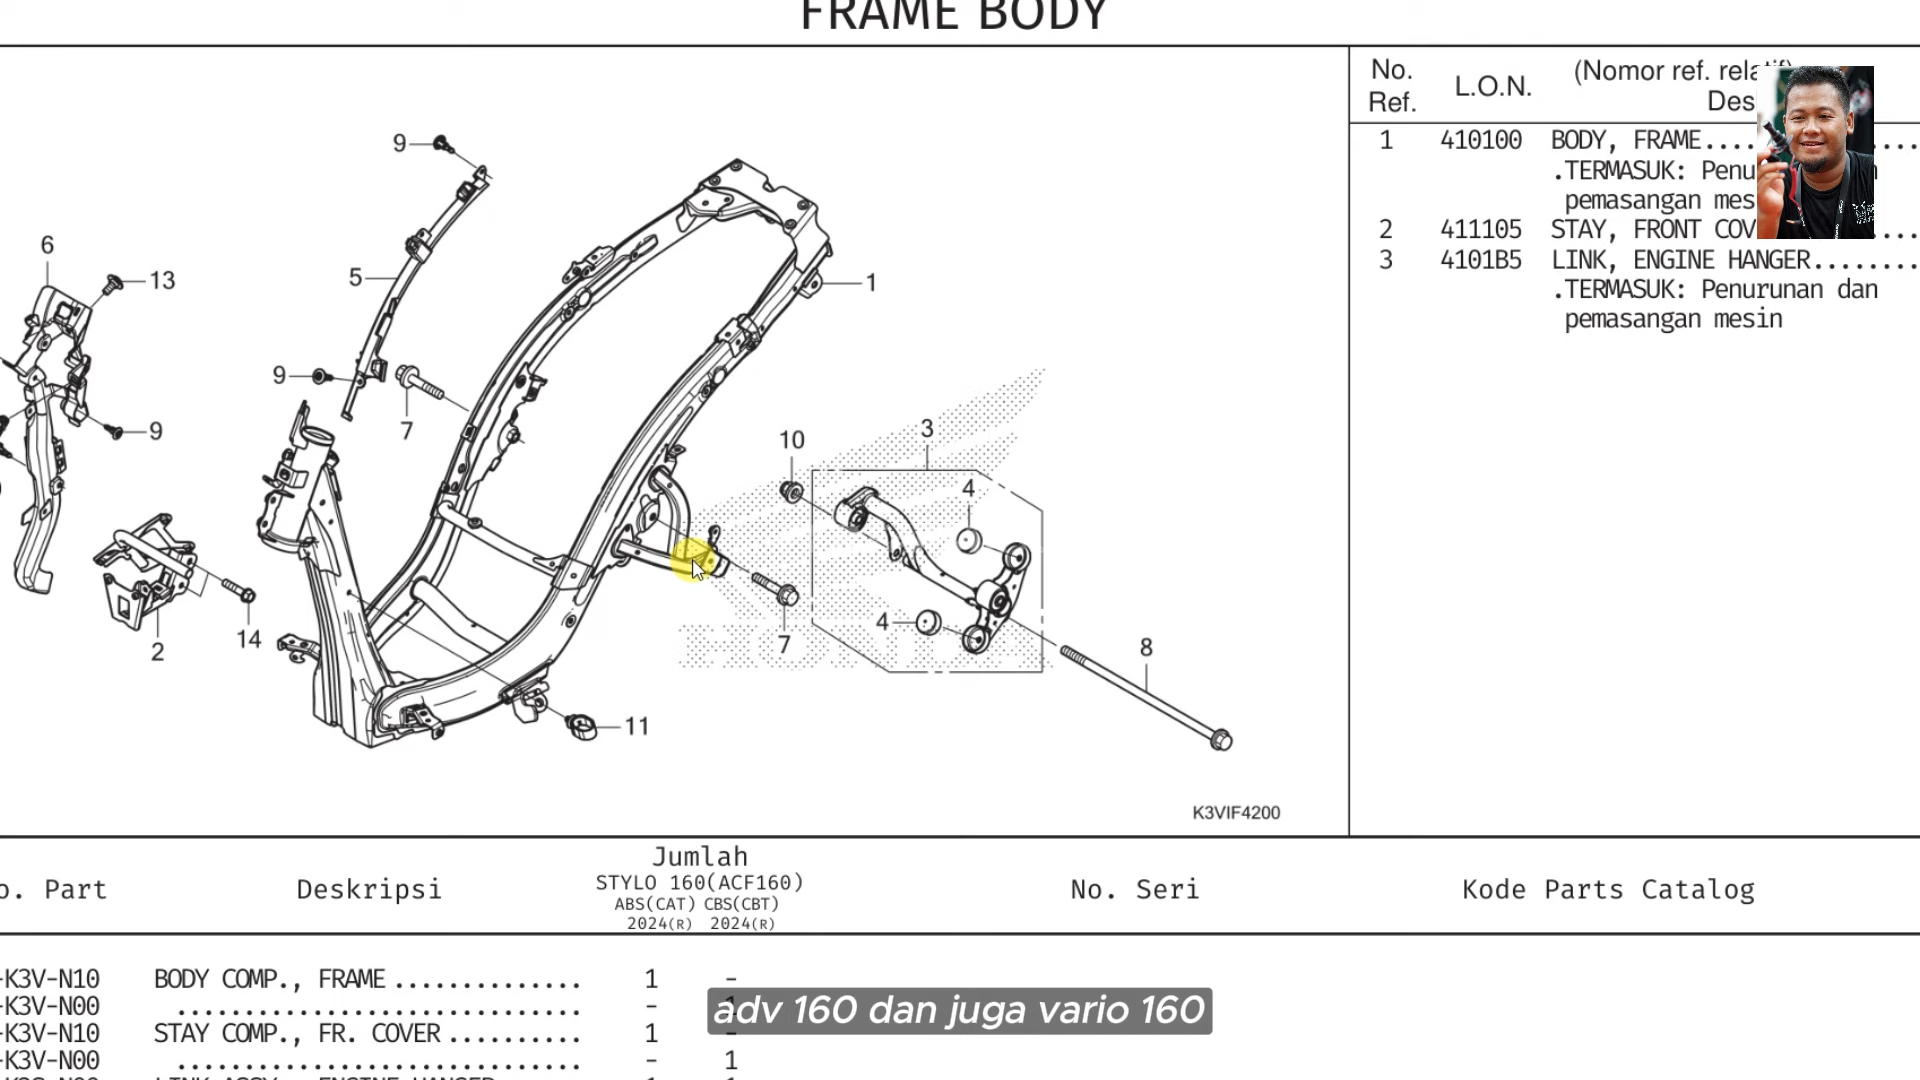 FRAME BODY
No.
Ref.
L.O.N.
(Nomor ref. relatif)
Des
1 410100 BODY, FRAME....
.TERMASUK: Penu
pemasangan mes
2 411105 STAY, FRONT COV
3 4101B5 LINK, ENGINE HANGER........
.TERMASUK: Penurunan dan
pemasangan mesin
9
6
13
5
1
9
7
9
10
3
4
2
14
7
4
8
11
HONDA
K3VIF4200
o. Part
Deskripsi
Jumlah
STYLO 160(ACF160)
ABS(CAT) CBS(CBT)
2024(R) 2024(R)
No. Seri
Kode Parts Catalog
-K3V-N10 BODY COMP., FRAME .............. 1 -
-K3V-N00 .............................. -
-K3V-N10 STAY COMP., FR. COVER .......... 1
-K3V-N00 .............................. - 1
adv 160 dan juga vario 160